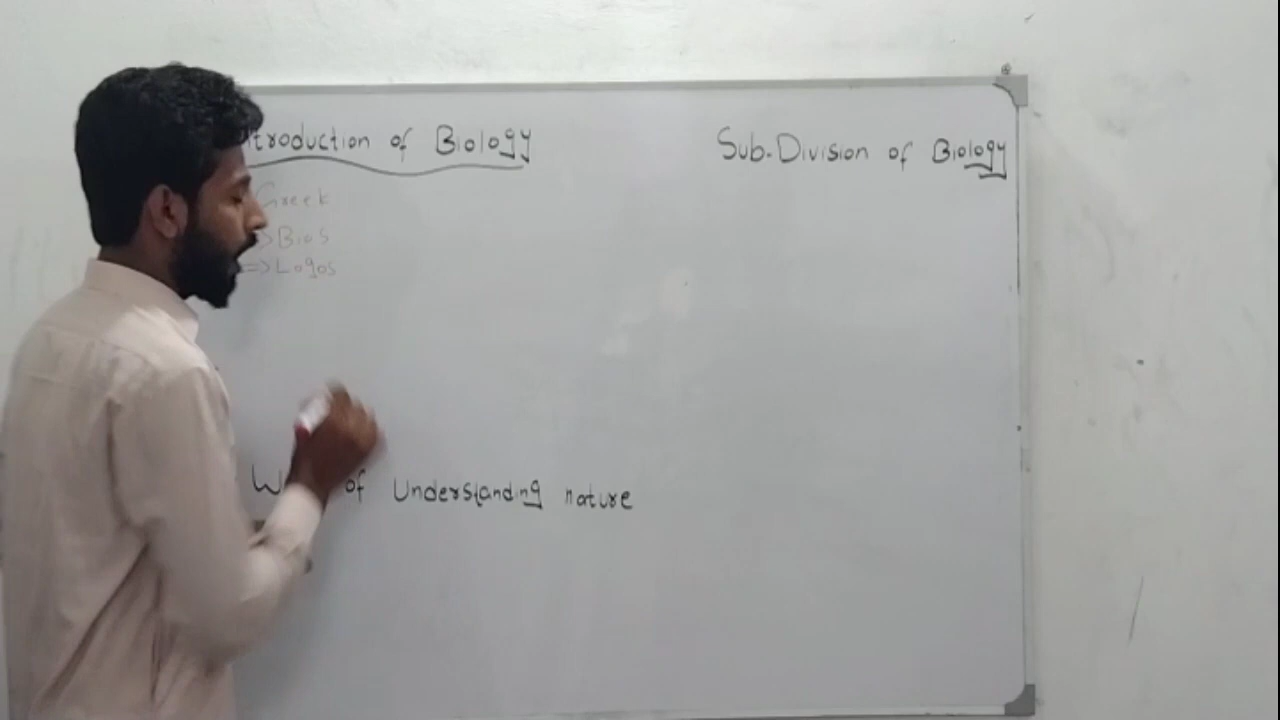 troduction of Biology
Greek
=>Bios
=>Logos
of Understanding nature
Sub-Division of Biology